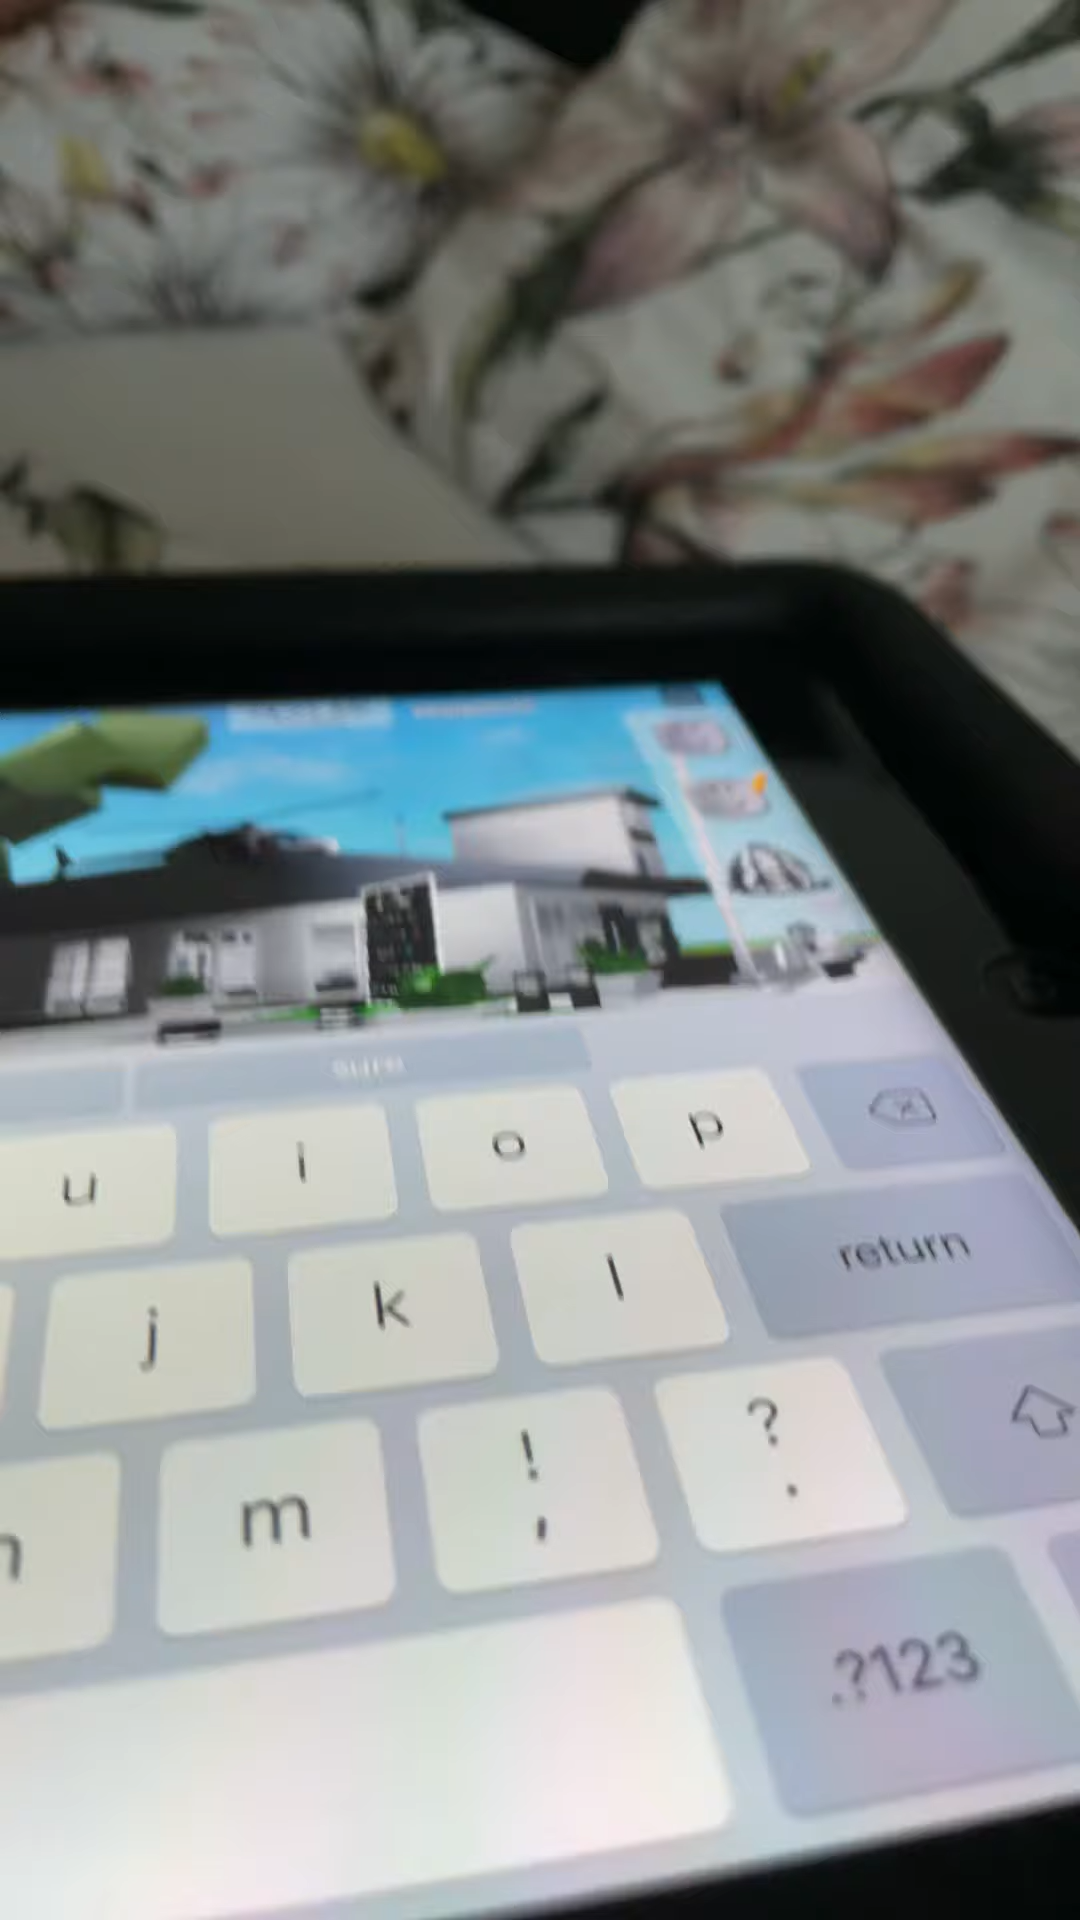 sure
u i o p
return
j k l
m ! ?
, .
.?123